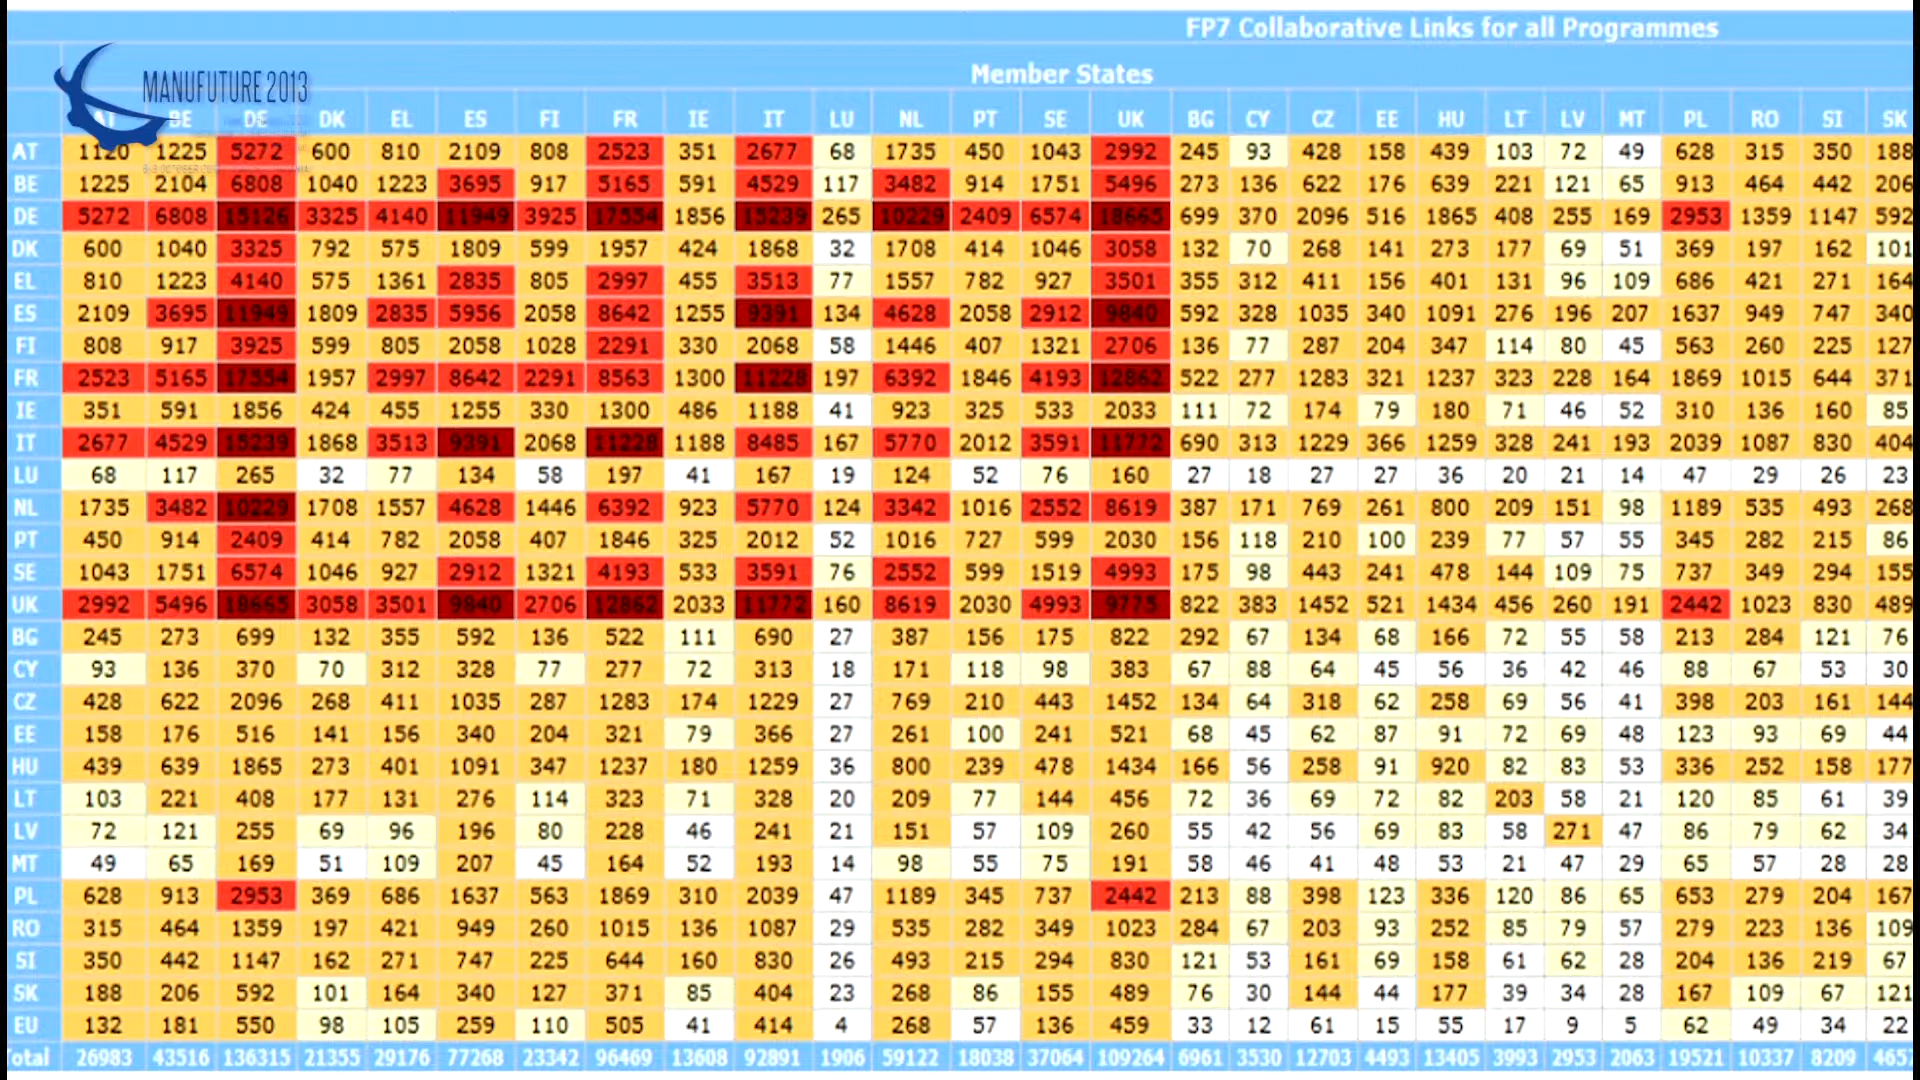 FP7 Collaborative Links for all Programmes
Member States
MANUFUTURE 2013
BE DE DK EL ES FI FR IE IT LU NL PT SE UK BG CY CZ EE HU LT LV MT PL RO SI SK
AT 1120 1225 5272 600 810 2109 808 2523 351 2677 68 1735 450 1043 2992 245 93 428 158 439 103 72 49 628 315 350 188
BE 1225 2104 6808 1040 1223 3695 917 5165 591 4529 117 3482 914 1751 5496 273 136 622 176 639 221 121 65 913 464 442 206
DE 5272 6808 15126 3325 4140 11949 3925 17554 1856 15239 265 10229 2409 6574 18665 699 370 2096 516 1865 408 255 169 2953 1359 1147 592
DK 600 1040 3325 792 575 1809 599 1957 424 1868 32 1708 414 1046 3058 132 70 268 141 273 177 69 51 369 197 162 101
EL 810 1223 4140 575 1361 2835 805 2997 455 3513 77 1557 782 927 3501 355 312 411 156 401 131 96 109 686 421 271 164
ES 2109 3695 11949 1809 2835 5956 2058 8642 1255 9391 134 4628 2058 2912 9840 592 328 1035 340 1091 276 196 207 1637 949 747 340
FI 808 917 3925 599 805 2058 1028 2291 330 2068 58 1446 407 1321 2706 136 77 287 204 347 114 80 45 563 260 225 127
FR 2523 5165 17554 1957 2997 8642 2291 8563 1300 11228 197 6392 1846 4193 12862 522 277 1283 321 1237 323 228 164 1869 1015 644 371
IE 351 591 1856 424 455 1255 330 1300 486 1188 41 923 325 533 2033 111 72 174 79 180 71 46 52 310 136 160 85
IT 2677 4529 15239 1868 3513 9391 2068 11228 1188 8485 167 5770 2012 3591 11772 690 313 1229 366 1259 328 241 193 2039 1087 830 404
LU 68 117 265 32 77 134 58 197 41 167 19 124 52 76 160 27 18 27 27 36 20 21 14 47 29 26 23
NL 1735 3482 10229 1708 1557 4628 1446 6392 923 5770 124 3342 1016 2552 8619 387 171 769 261 800 209 151 98 1189 535 493 268
PT 450 914 2409 414 782 2058 407 1846 325 2012 52 1016 727 599 2030 156 118 210 100 239 77 57 55 345 282 215 86
SE 1043 1751 6574 1046 927 2912 1321 4193 533 3591 76 2552 599 1519 4993 175 98 443 241 478 144 109 75 737 349 294 155
UK 2992 5496 18665 3058 3501 9840 2706 12862 2033 11772 160 8619 2030 4993 9775 822 383 1452 521 1434 456 260 191 2442 1023 830 489
BG 245 273 699 132 355 592 136 522 111 690 27 387 156 175 822 292 67 134 68 166 72 55 58 213 284 121 76
CY 93 136 370 70 312 328 77 277 72 313 18 171 118 98 383 67 88 64 45 56 36 42 46 88 67 53 30
CZ 428 622 2096 268 411 1035 287 1283 174 1229 27 769 210 443 1452 134 64 318 62 258 69 56 41 398 203 161 144
EE 158 176 516 141 156 340 204 321 79 366 27 261 100 241 521 68 45 62 87 91 72 69 48 123 93 69 44
HU 439 639 1865 273 401 1091 347 1237 180 1259 36 800 239 478 1434 166 56 258 91 920 82 83 53 336 252 158 177
LT 103 221 408 177 131 276 114 323 71 328 20 209 77 144 456 72 36 69 72 82 203 58 21 120 85 61 39
LV 72 121 255 69 96 196 80 228 46 241 21 151 57 109 260 55 42 56 69 83 58 271 47 86 79 62 34
MT 49 65 169 51 109 207 45 164 52 193 14 98 55 75 191 58 46 41 48 53 21 47 29 65 57 28 28
PL 628 913 2953 369 686 1637 563 1869 310 2039 47 1189 345 737 2442 213 88 398 123 336 120 86 65 653 279 204 167
RO 315 464 1359 197 421 949 260 1015 136 1087 29 535 282 349 1023 284 67 203 93 252 85 79 57 279 223 136 109
SI 350 442 1147 162 271 747 225 644 160 830 26 493 215 294 830 121 53 161 69 158 61 62 28 204 136 219 67
SK 188 206 592 101 164 340 127 371 85 404 23 268 86 155 489 76 30 144 44 177 39 34 28 167 109 67 121
EU 132 181 550 98 105 259 110 505 41 414 4 268 57 136 459 33 12 61 15 55 17 9 5 62 49 34 22
Total 26983 43516 136315 21355 29176 77268 23342 96469 13608 92891 1906 59122 18038 37064 109264 6961 3530 12703 4493 13405 3993 2953 2063 19521 10337 8209